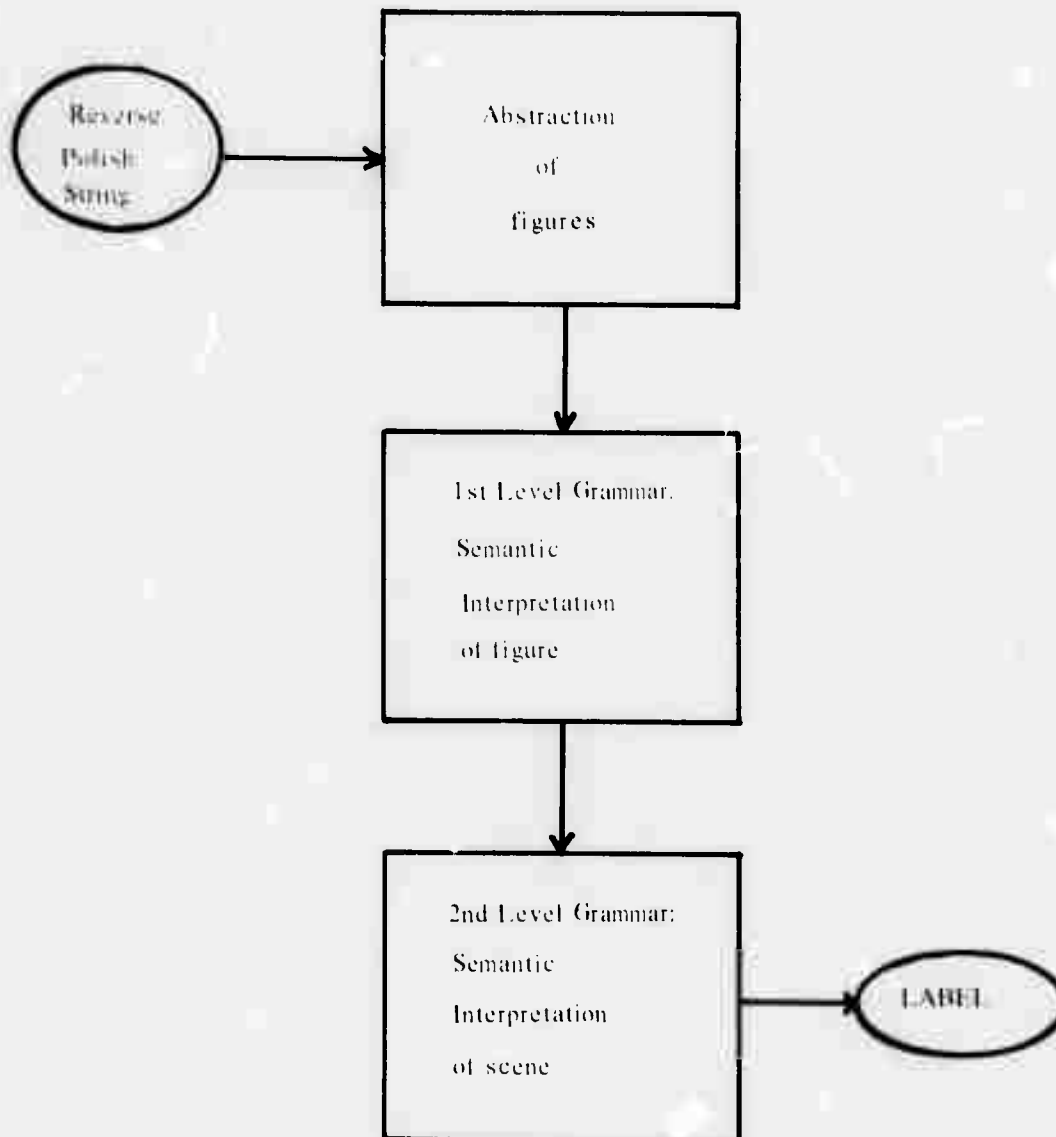 Reverse
Polish
String
Abstraction
of
figures
1st Level Grammar:
Semantic
Interpretation
of figure
2nd Level Grammar:
Semantic
Interpretation
of scene
LABEL